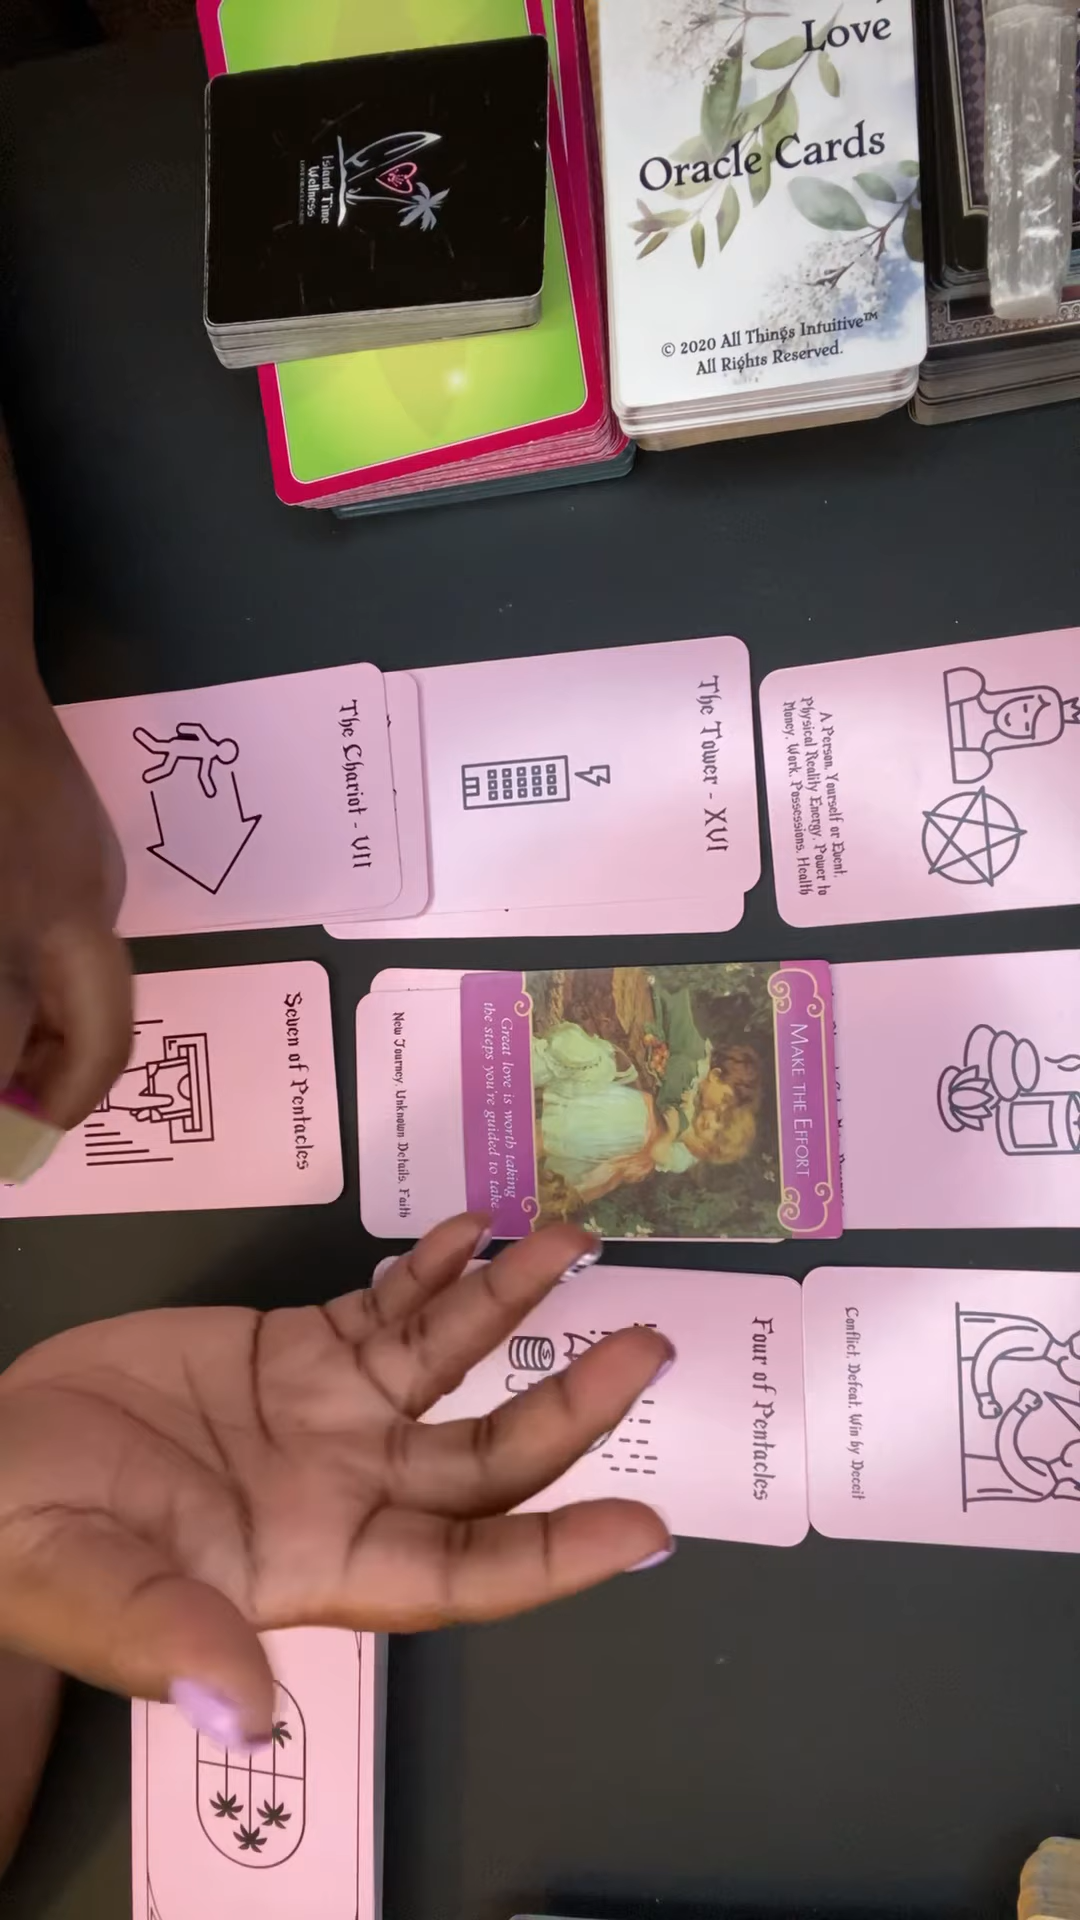 Love
Oracle Cards
© 2020 All Things Intuitive™
All Rights Reserved.
Island Time
Wellness
LOVE ORACLE CARDS
The Chariot - VII
The Tower - XVI
A Person, Yourself or Event,
Physical Reality Energy, Power to
Money, Work, Possessions, Health
Seven of Pentacles
New Journey, Unknown Details, Faith
MAKE THE EFFORT
Great love is worth taking
the steps you're guided to take.
Four of Pentacles
Conflict, Defeat, Win by Deceit